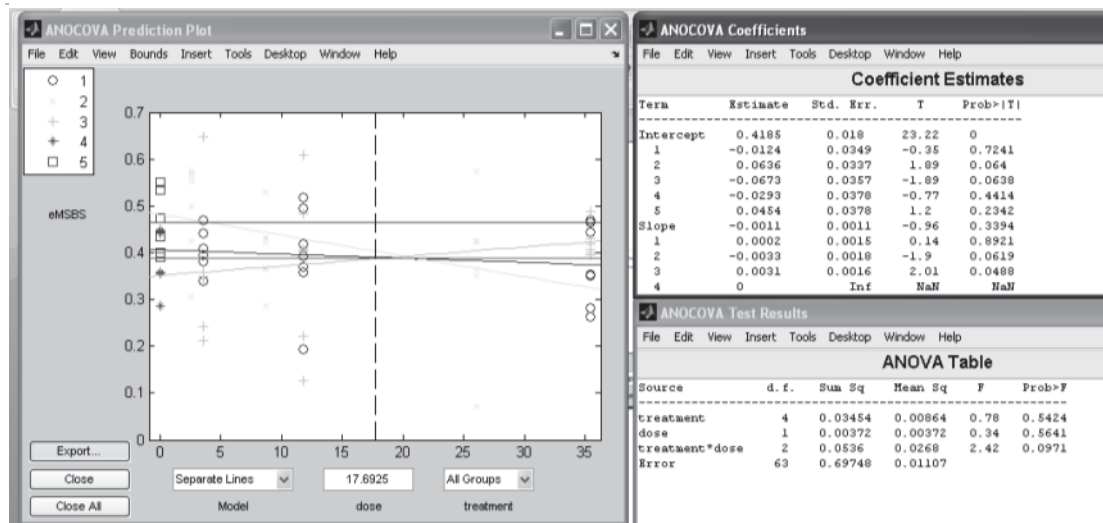 ANOCOVA Prediction Plot
File Edit View Bounds Insert Tools Desktop Window Help
1
2
3
4
5
eMSBS
0.7
0.6
0.5
0.4
0.3
0.2
0.1
0
0 5 10 15 20 25 30 35
Export...
Close
Close All
Separate Lines
17.6925
All Groups
Model
dose
treatment
ANOCOVA Coefficients
File Edit View Insert Tools Desktop Window Help
Coefficient Estimates
Term Estimate Std. Err. T Prob>|T|
Intercept 0.4185 0.018 23.22 0
1 -0.0124 0.0349 -0.35 0.7241
2 0.0636 0.0337 1.89 0.064
3 -0.0673 0.0357 -1.89 0.0638
4 -0.0293 0.0378 -0.77 0.4414
5 0.0454 0.0378 1.2 0.2342
Slope -0.0011 0.0011 -0.96 0.3394
1 0.0002 0.0015 0.14 0.8921
2 -0.0033 0.0018 -1.9 0.0619
3 0.0031 0.0016 2.01 0.0488
4 0 Inf NaN NaN
ANOCOVA Test Results
File Edit View Insert Tools Desktop Window Help
ANOVA Table
Source d.f. Sum Sq Mean Sq F Prob>F
treatment 4 0.03454 0.00864 0.78 0.5424
dose 1 0.00372 0.00372 0.34 0.5641
treatment*dose 2 0.0536 0.0268 2.42 0.0971
Error 63 0.69748 0.01107